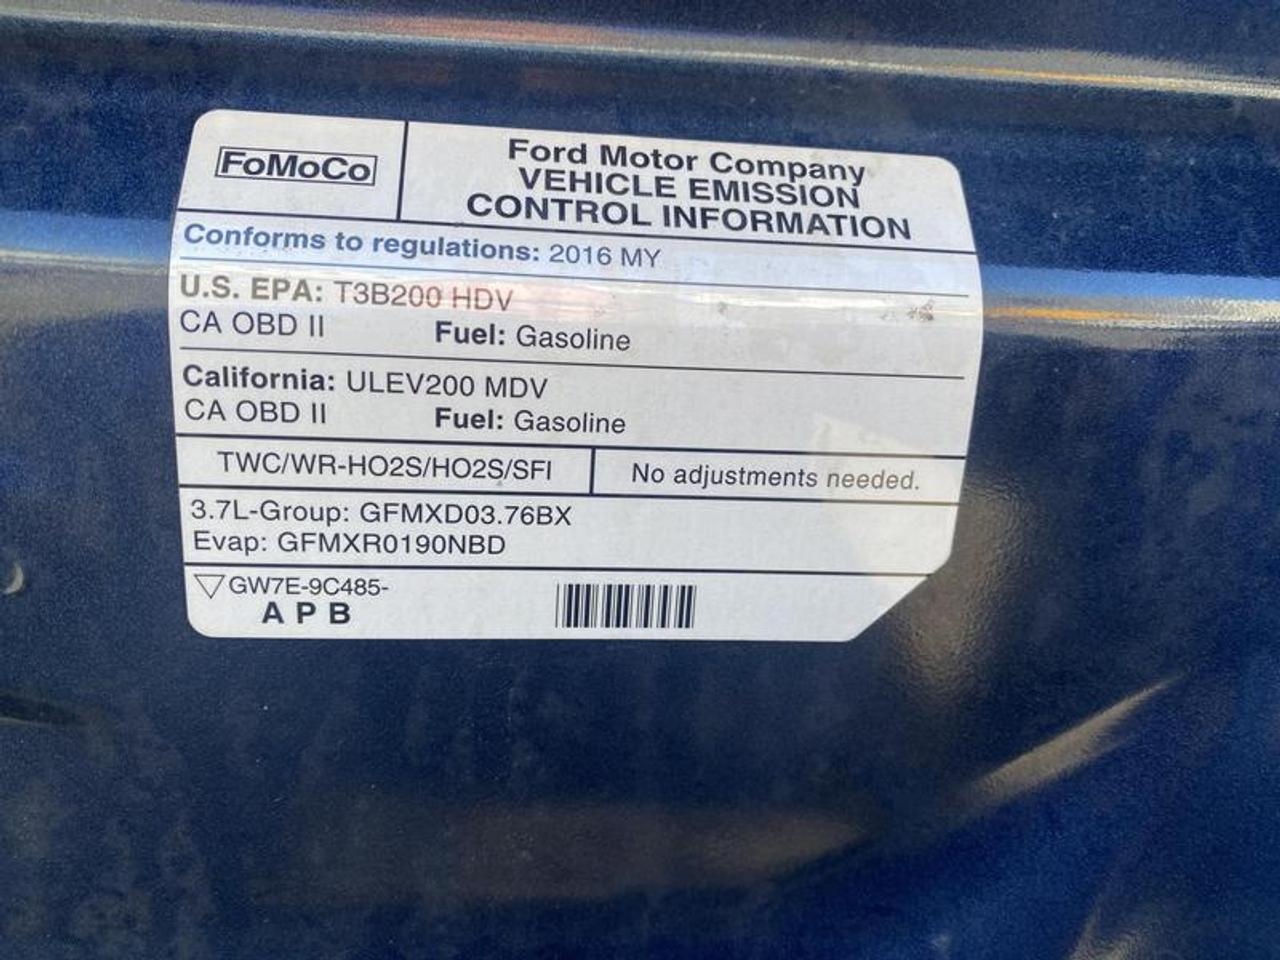 FoMoCo
Ford Motor Company
VEHICLE EMISSION
CONTROL INFORMATION
Conforms to regulations: 2016 MY
U.S. EPA: T3B200 HDV
CA OBD II Fuel: Gasoline
California: ULEV200 MDV
CA OBD II Fuel: Gasoline
TWC/WR-HO2S/HO2S/SFI
No adjustments needed.
3.7L-Group: GFMXD03.76BX
Evap: GFMXR0190NBD
GW7E-9C485-
A P B